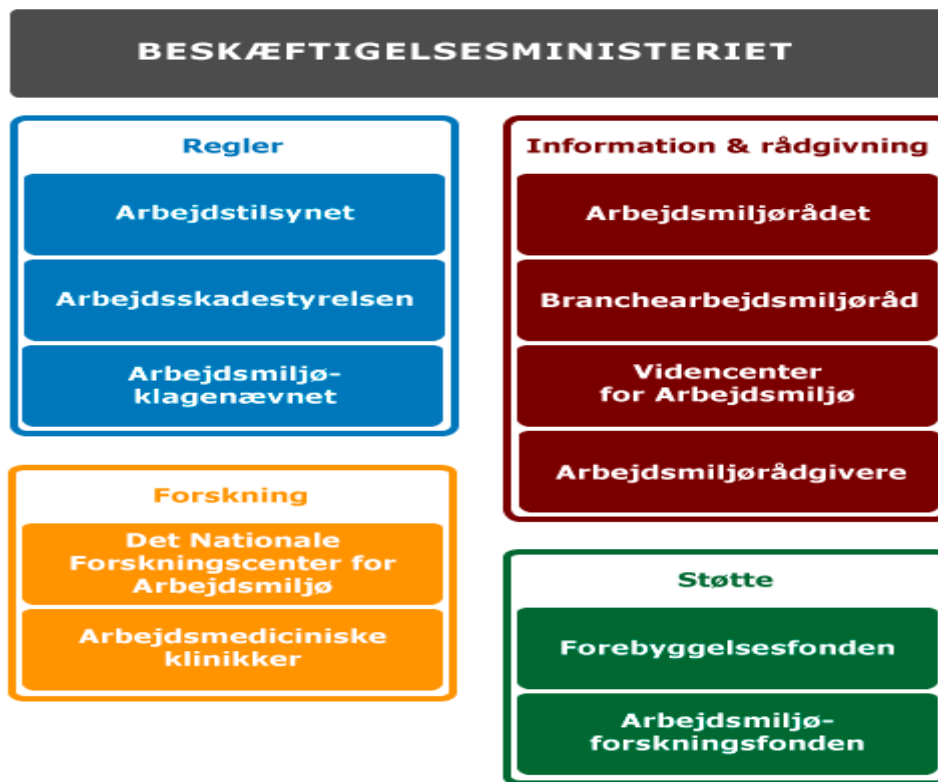 BESKÆFTIGELSESMINISTERIET
Regler
Arbejdstilsynet
Arbejdsskadestyrelsen
Arbejdsmiljø-
klagenævnet
Forskning
Det Nationale
Forskningscenter for
Arbejdsmiljø
Arbejdsmediciniske
klinikker
Information & rådgivning
Arbejdsmiljørådet
Branchearbejdsmiljøråd
Videncenter
for Arbejdsmiljø
Arbejdsmiljørådgivere
Støtte
Forebyggelsesfonden
Arbejdsmiljø-
forskningsfonden